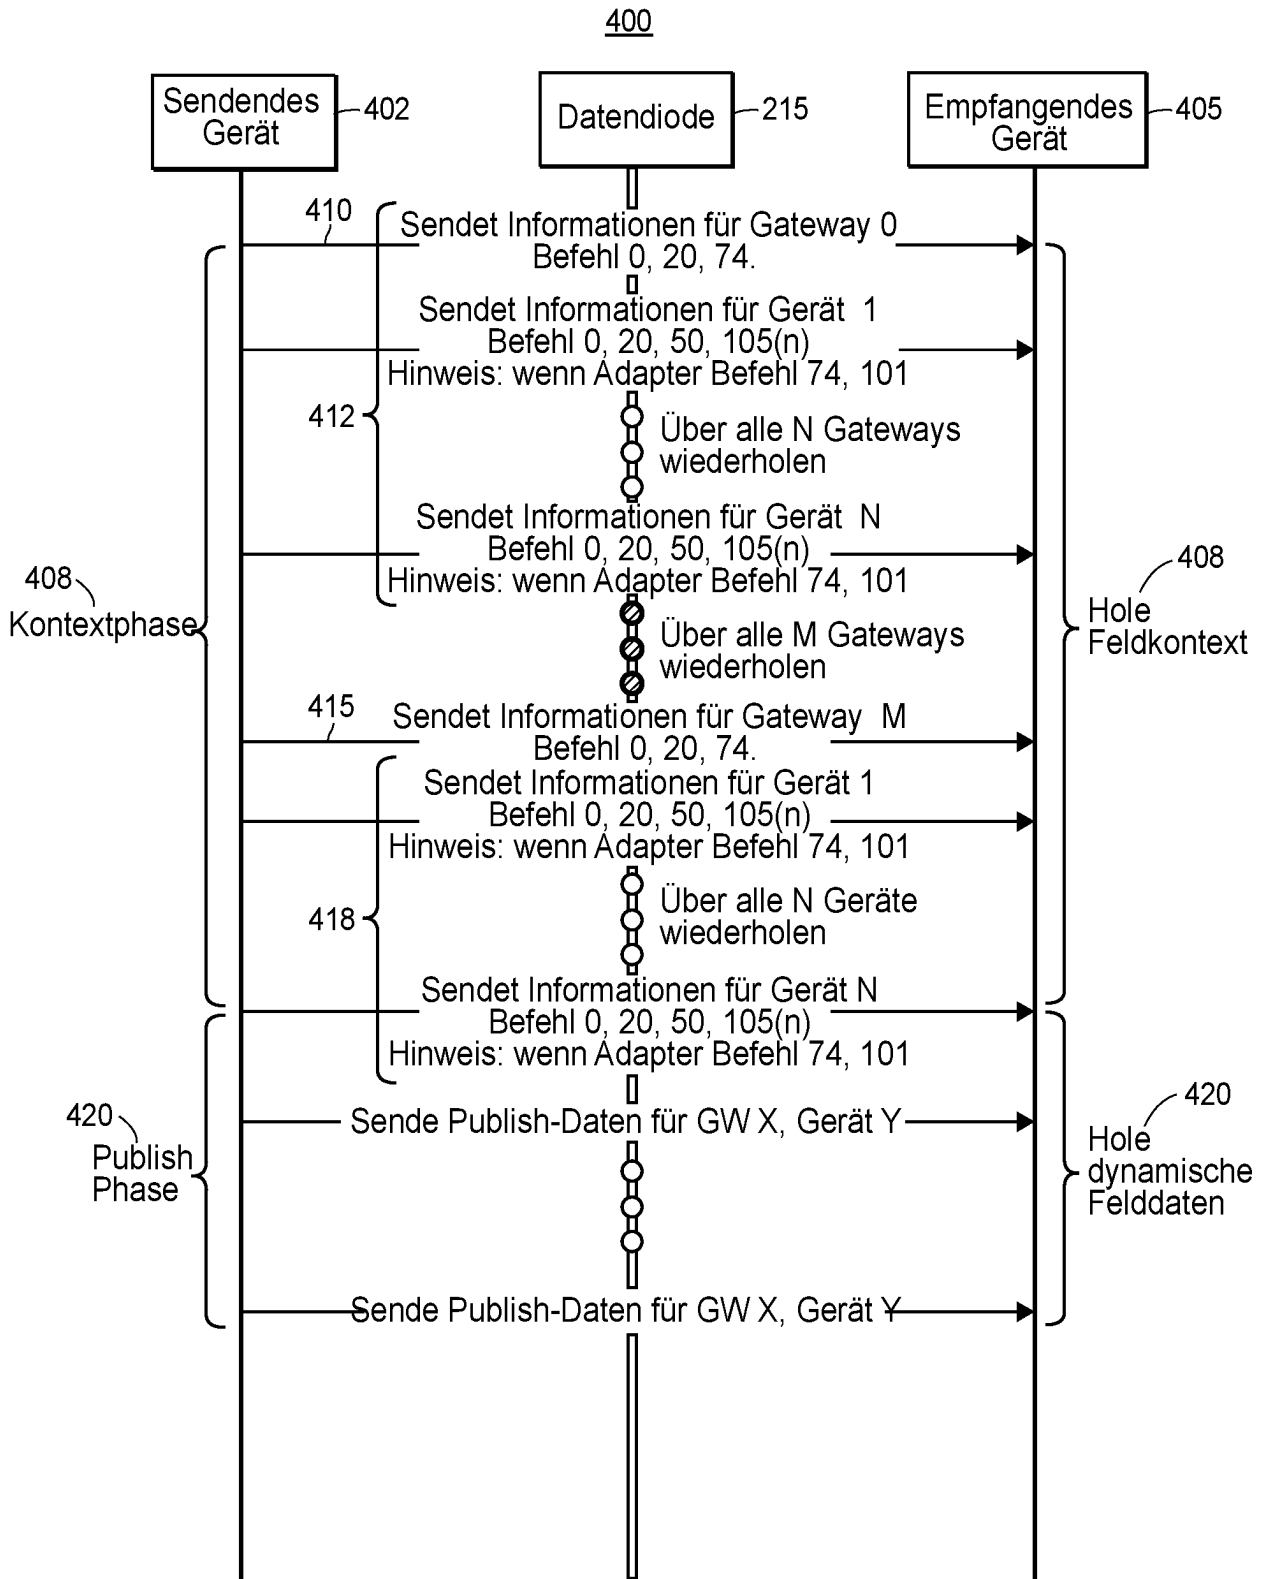 400
Sendendes
Gerät
402
Datendiode
215
Empfangendes
Gerät
405
410
Sendet Informationen für Gateway 0
Befehl 0, 20, 74.
Sendet Informationen für Gerät 1
Befehl 0, 20, 50, 105(n)
Hinweis: wenn Adapter Befehl 74, 101
412
Über alle N Gateways
wiederholen
Sendet Informationen für Gerät N
Befehl 0, 20, 50, 105(n)
Hinweis: wenn Adapter Befehl 74, 101
408
Kontextphase
408
Hole
Feldkontext
Über alle M Gateways
wiederholen
415
Sendet Informationen für Gateway M
Befehl 0, 20, 74.
Sendet Informationen für Gerät 1
Befehl 0, 20, 50, 105(n)
Hinweis: wenn Adapter Befehl 74, 101
418
Über alle N Geräte
wiederholen
Sendet Informationen für Gerät N
Befehl 0, 20, 50, 105(n)
Hinweis: wenn Adapter Befehl 74, 101
420
Publish
Phase
Sende Publish-Daten für GW X, Gerät Y
420
Hole
dynamische
Felddaten
Sende Publish-Daten für GW X, Gerät Y